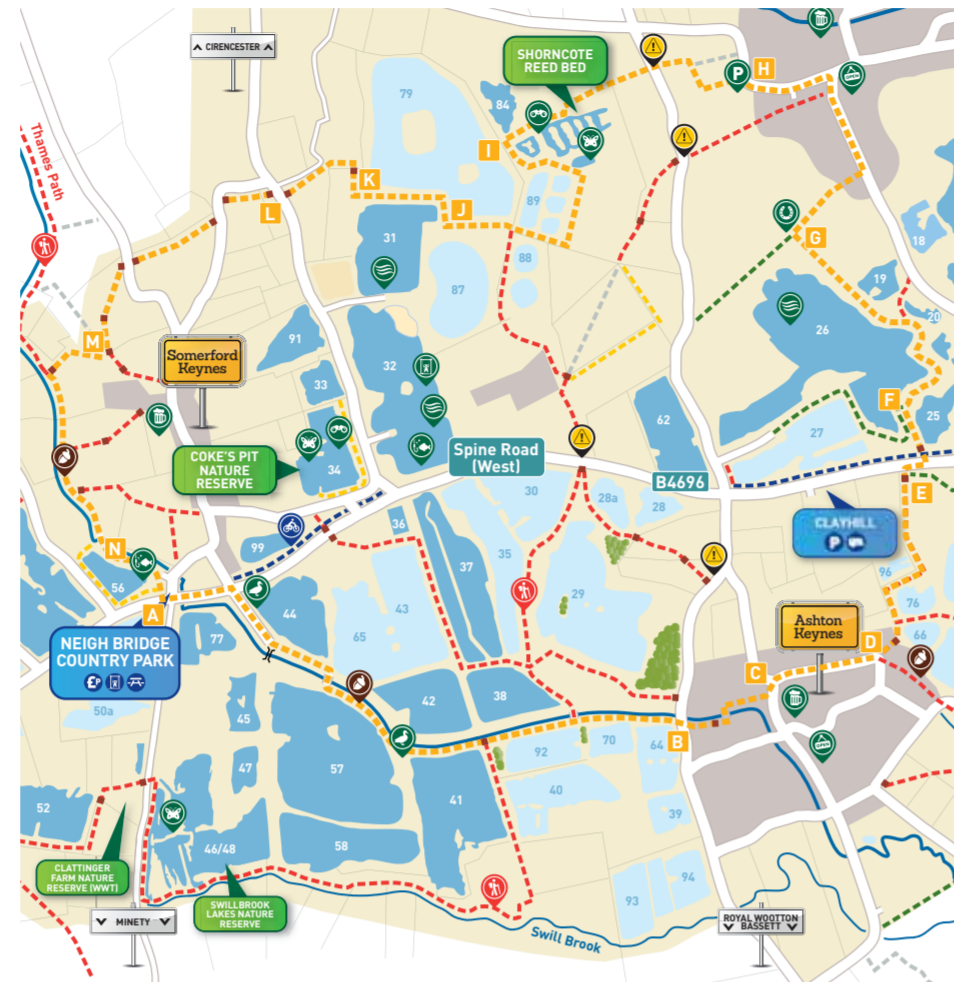 CIRENCESTER
SHORNCOTE
REED BED
P
H
OPEN
79
84
Thames Path
I
K
L
J
89
31
88
87
G
18
19
20
26
M
Somerford
Keynes
91
32
33
62
F
25
27
COKE'S PIT
NATURE
RESERVE
34
Spine Road
(West)
B4696
30
28a
28
E
CLAYHILL
P
36
99
37
35
N
56
A
44
43
29
96
76
66
Ashton
Keynes
D
C
NEIGH BRIDGE
COUNTRY PARK
£P
77
65
50a
45
42
38
B
OPEN
92
70
64
47
57
41
40
39
52
46/48
58
CLATTINGER
FARM NATURE
RESERVE (WWT)
SWILLBROOK
LAKES NATURE
RESERVE
94
93
MINETY
ROYAL WOOTTON
BASSETT
Swill Brook